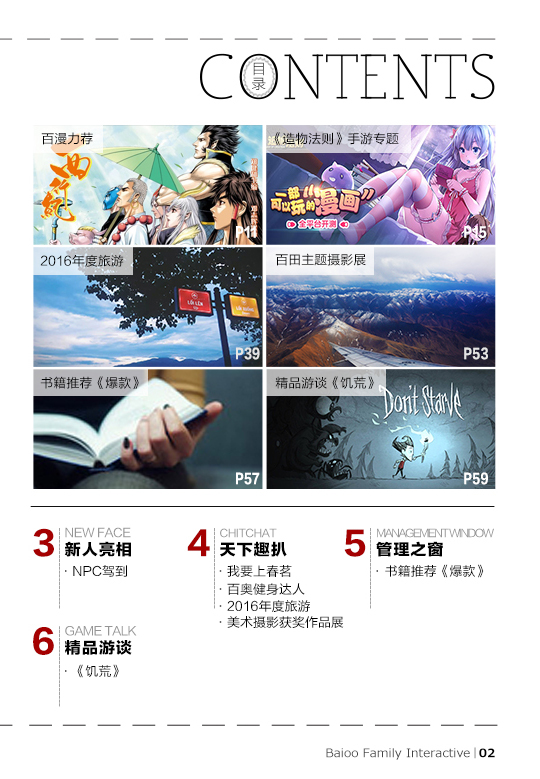 CONTENTS
目录
百漫力荐
西乱
P14
《造物法则》手游专题
一部
可以玩的"漫画"
全平台开测
P15
2016年度旅游
P39
百田主题摄影展
P53
书籍推荐《爆款》
P57
精品游谈《饥荒》
Don't Starve
P59
3
NEW FACE
新人亮相
· NPC驾到
4
CHITCHAT
天下趣扒
· 我要上春茗
· 百奥健身达人
· 2016年度旅游
· 美术摄影获奖作品展
5
MANAGEMENT WINDOW
管理之窗
· 书籍推荐《爆款》
6
GAME TALK
精品游谈
· 《饥荒》
Baioo Family Interactive | 02